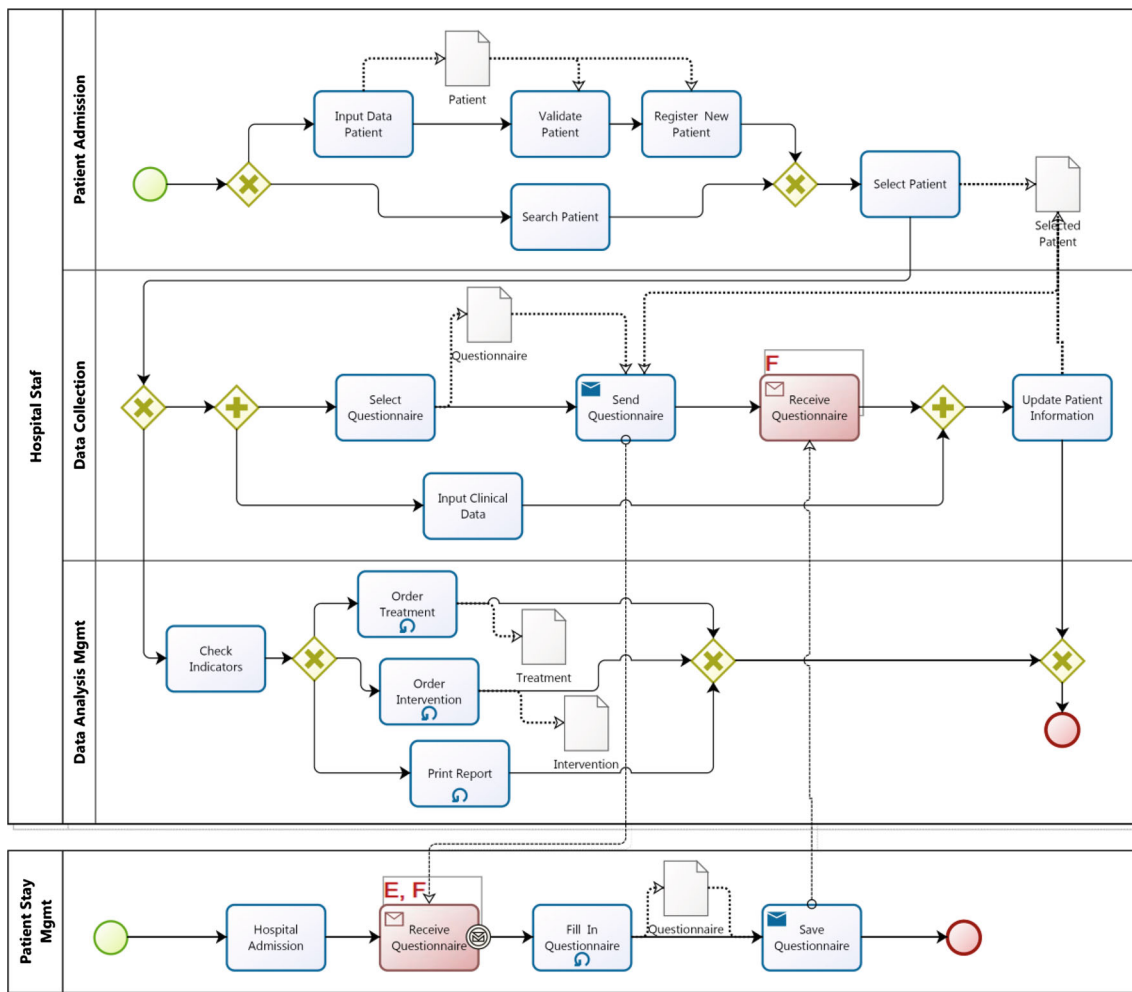 Hospital Staf
Patient Admission
Patient
Input Data
Patient
Validate
Patient
Register  New
Patient
Search Patient
Select Patient
Selected
Patient
Data Collection
Questionnaire
Select
Questionnaire
Send
Questionnaire
F
Receive
Questionnaire
Update Patient
Information
Input Clinical
Data
Data Analysis Mgmt
Check
Indicators
Order
Treatment
Treatment
Order
Intervention
Intervention
Print Report
Patient Stay
Mgmt
Hospital
Admission
E, F
Receive
Questionnaire
Fill  In
Questionnaire
Questionnaire
Save
Questionnaire